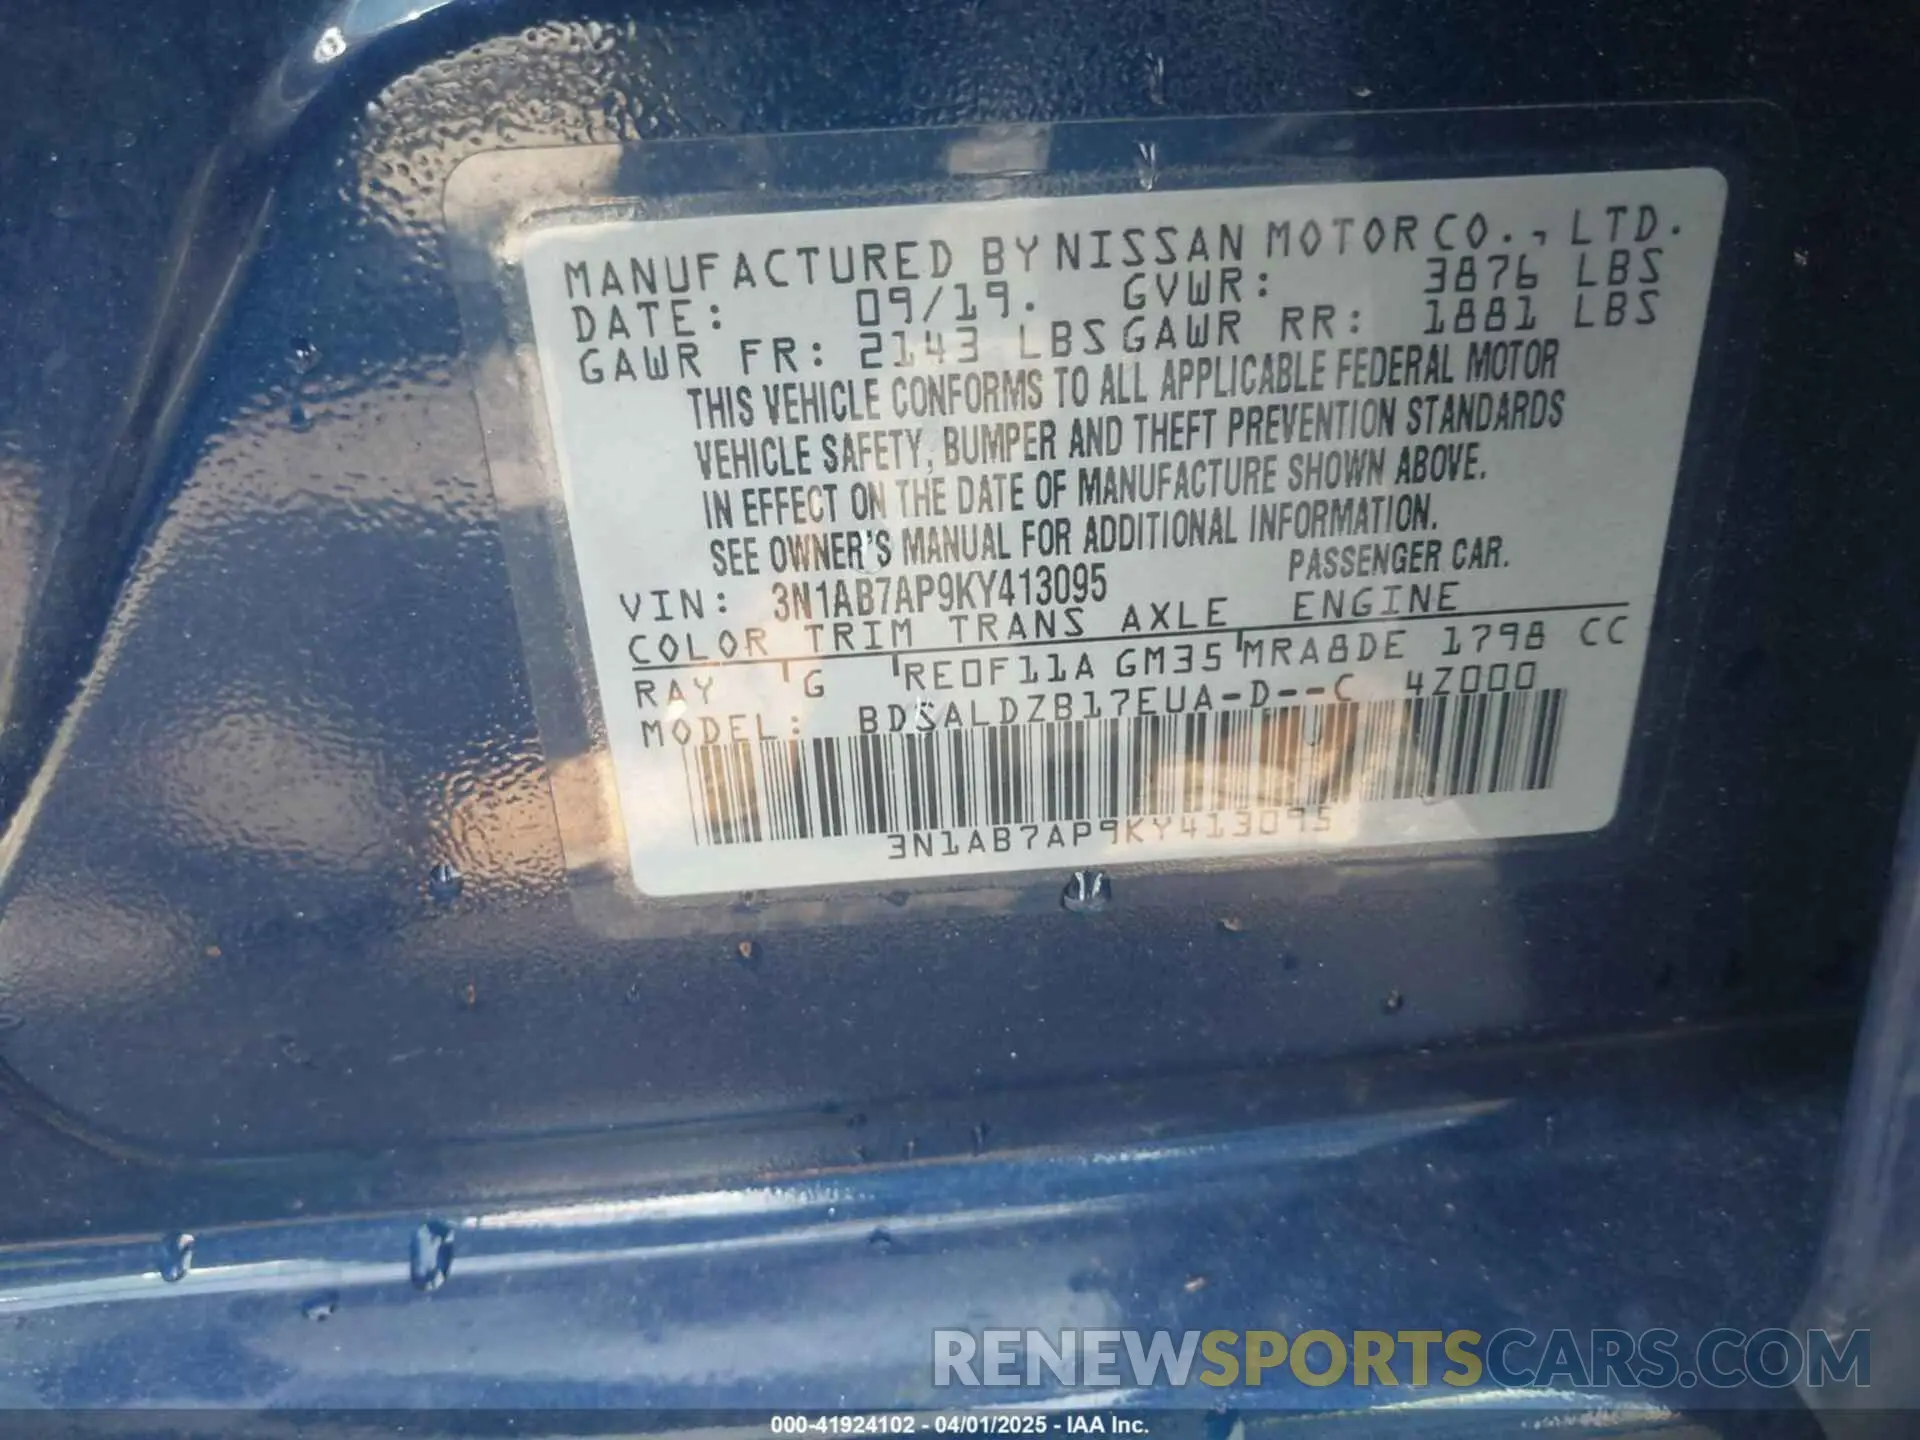 MANUFACTURED BY NISSAN MOTOR CO., LTD.
DATE: 09/19. GVWR: 3876 LBS
GAWR FR: 2143 LBS GAWR RR: 1881 LBS
THIS VEHICLE CONFORMS TO ALL APPLICABLE FEDERAL MOTOR
VEHICLE SAFETY, BUMPER AND THEFT PREVENTION STANDARDS
IN EFFECT ON THE DATE OF MANUFACTURE SHOWN ABOVE.
SEE OWNER'S MANUAL FOR ADDITIONAL INFORMATION.
VIN: 3N1AB7AP9KY413095 PASSENGER CAR.
COLOR TRIM TRANS AXLE ENGINE
RAY G RE0F11A GM35 MRA8DE 1798 CC
MODEL: BDSALDZB17EUA-D--C 4Z000
3N1AB7AP9KY413095
RENEWSPORTSCARS.COM
000-41924102 - 04/01/2025 - IAA Inc.